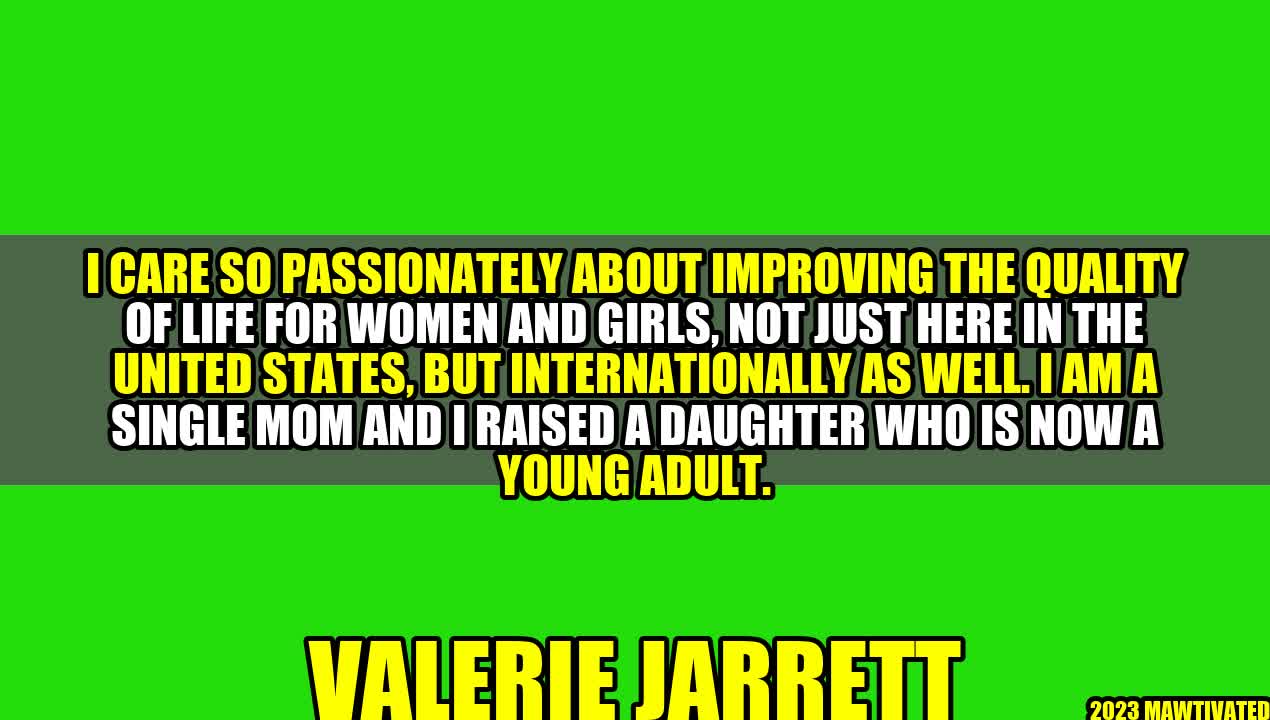 I CARE SO PASSIONATELY ABOUT IMPROVING THE QUALITY
OF LIFE FOR WOMEN AND GIRLS, NOT JUST HERE IN THE
UNITED STATES, BUT INTERNATIONALLY AS WELL. I AM A
SINGLE MOM AND I RAISED A DAUGHTER WHO IS NOW A
YOUNG ADULT.
VALERIE JARRETT
2023 MAWTIVATED